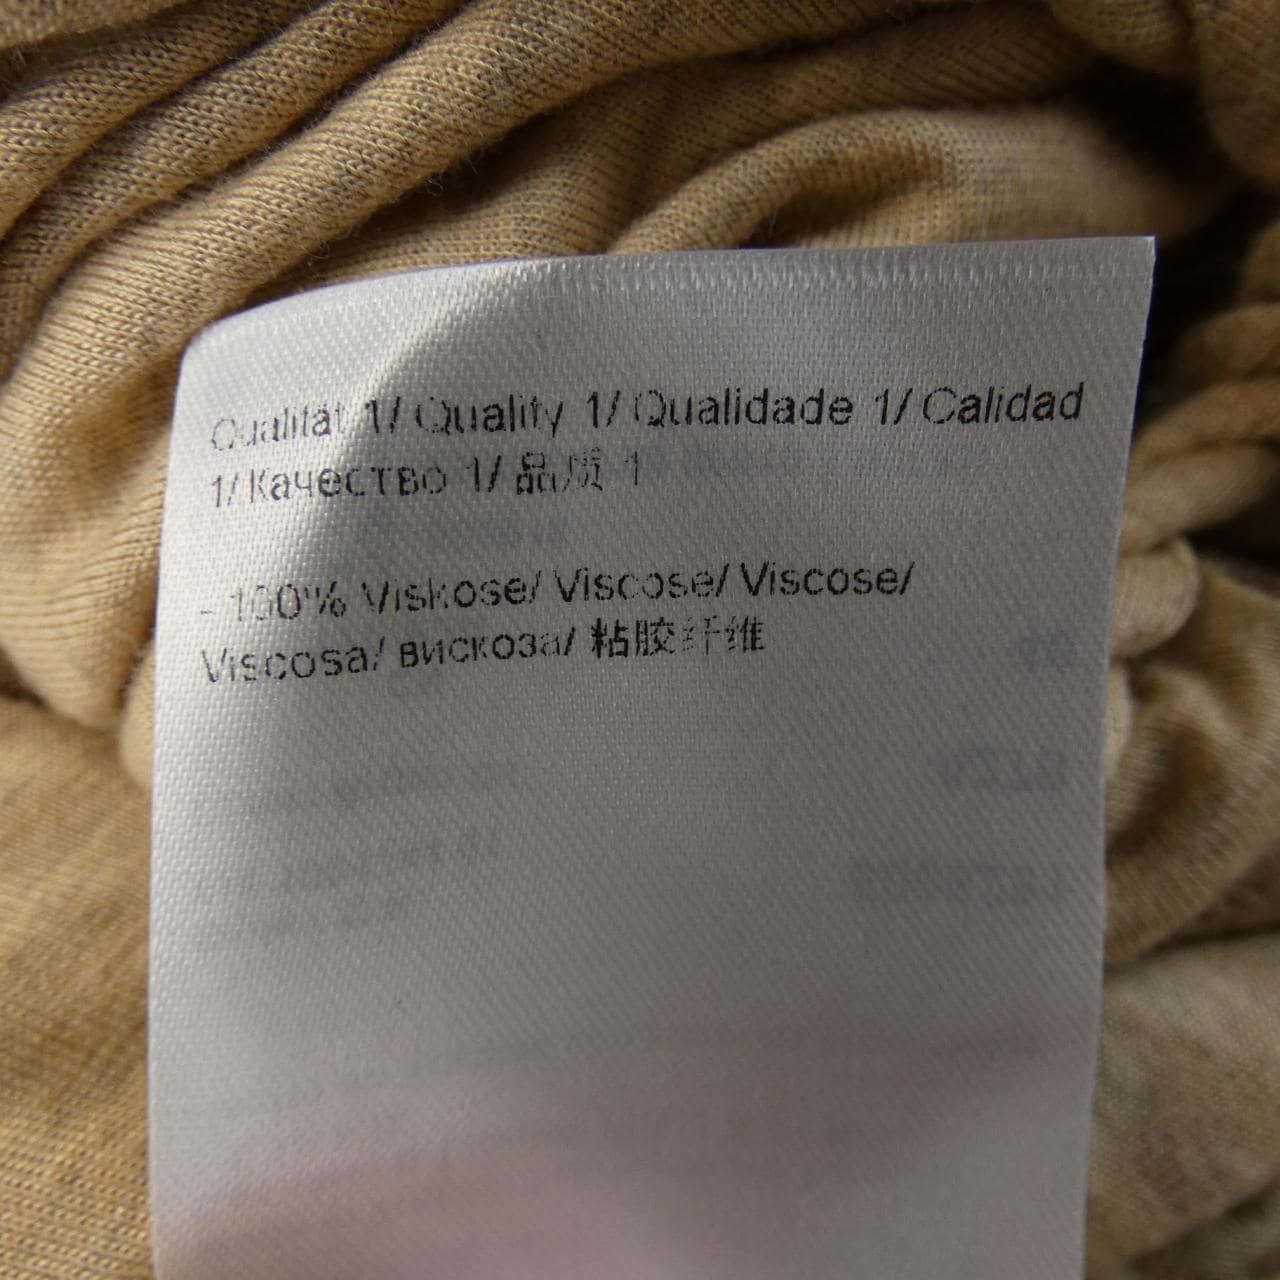 Qualität 1/ Quality 1/ Qualidade 1/ Calidad
1/ Качество 1/ 品质 1
- 100% Viskose/ Viscose/ Viscose/
Viscosa/ вискоза/ 粘胶纤维